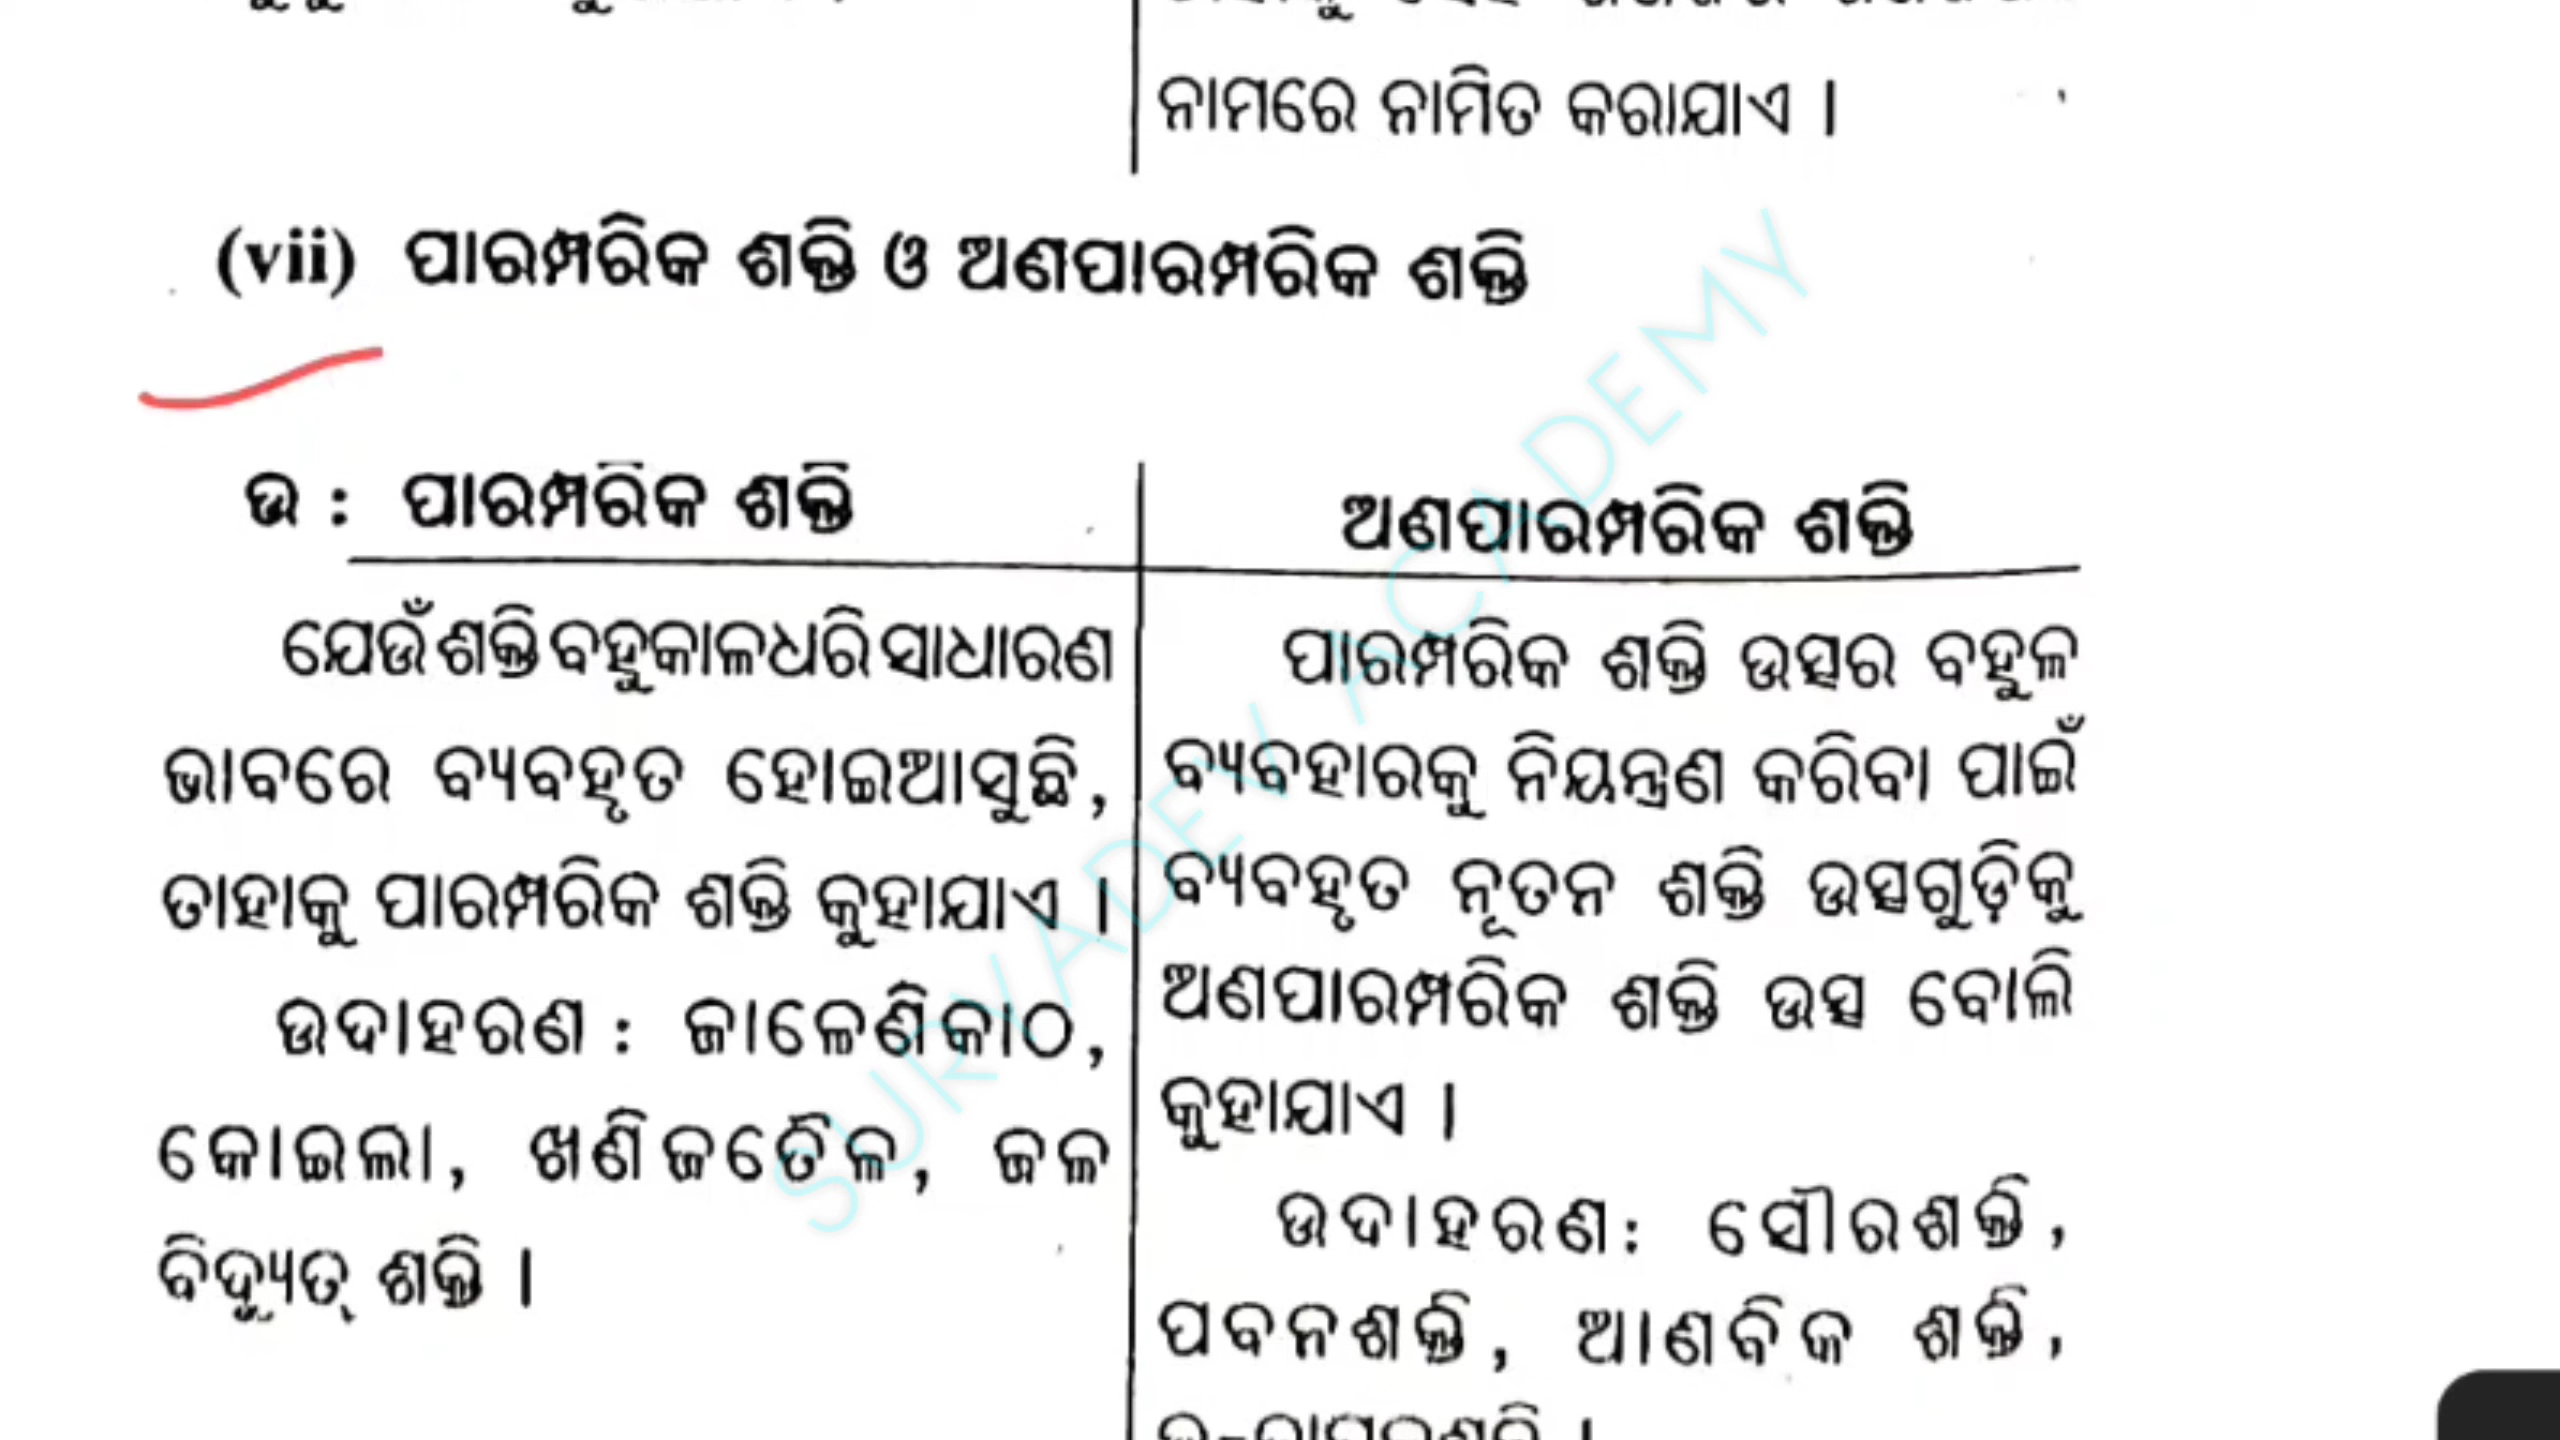 ନାମରେ ନାମିତ କରାଯାଏ ।
(vii) ପାରମ୍ପରିକ ଶକ୍ତି ଓ ଅଣପାରମ୍ପରିକ ଶକ୍ତି
ଉ : ପାରମ୍ପରିକ ଶକ୍ତି
ଯେଉଁ ଶକ୍ତି ବହୁକାଳଧରି ସାଧାରଣ
ଭାବରେ ବ୍ୟବହୃତ ହୋଇଆସୁଛି,
ତାହାକୁ ପାରମ୍ପରିକ ଶକ୍ତି କୁହାଯାଏ ।
ଉଦାହରଣ : ଜାଳେଣିକାଠ,
କୋଇଲା, ଖଣିଜତୈଳ, ଜଳ
ବିଦ୍ୟୁତ୍ ଶକ୍ତି ।
ଅଣପାରମ୍ପରିକ ଶକ୍ତି
ପାରମ୍ପରିକ ଶକ୍ତି ଉତ୍ସର ବହୁଳ
ବ୍ୟବହାରକୁ ନିୟନ୍ତ୍ରଣ କରିବା ପାଇଁ
ବ୍ୟବହୃତ ନୂତନ ଶକ୍ତି ଉତ୍ସଗୁଡ଼ିକୁ
ଅଣପାରମ୍ପରିକ ଶକ୍ତି ଉତ୍ସ ବୋଲି
କୁହାଯାଏ ।
ଉଦାହରଣ: ସୌରଶକ୍ତି,
ପବନଶକ୍ତି, ଆଣବିକ ଶକ୍ତି,
SURYADEV ACADEMY